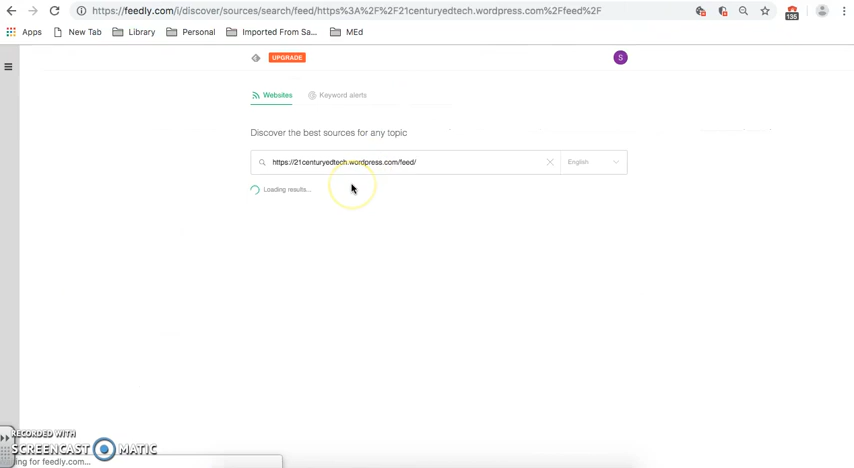 https://feedly.com/i/discover/sources/search/feed/https%3A%2F%2F21centuryedtech.wordpress.com%2Ffeed%2F
135
Apps New Tab Library Personal Imported From Sa... MEd
UPGRADE
S
Websites Keyword alerts
Discover the best sources for any topic
https://21centuryedtech.wordpress.com/feed/ English
Loading results...
RECORDED WITH
SCREENCAST MATIC
ing for feedly.com...